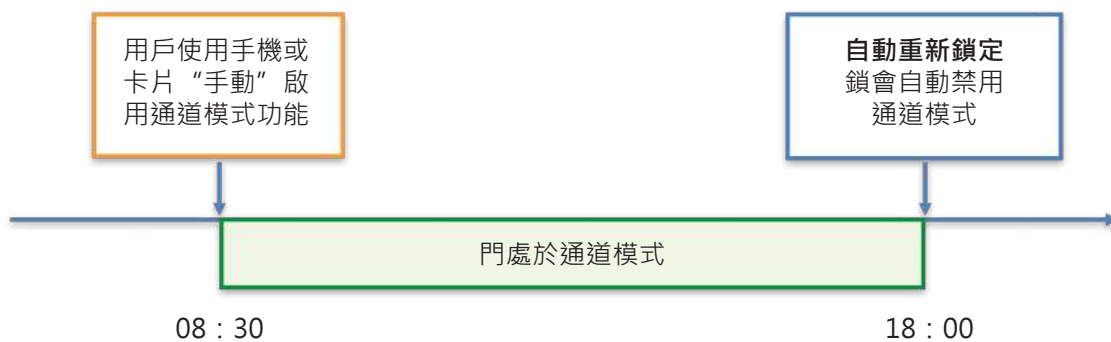 用戶使用手機或
卡片“手動”啟
用通道模式功能
自動重新鎖定
鎖會自動禁用
通道模式
門處於通道模式
08：30
18：00